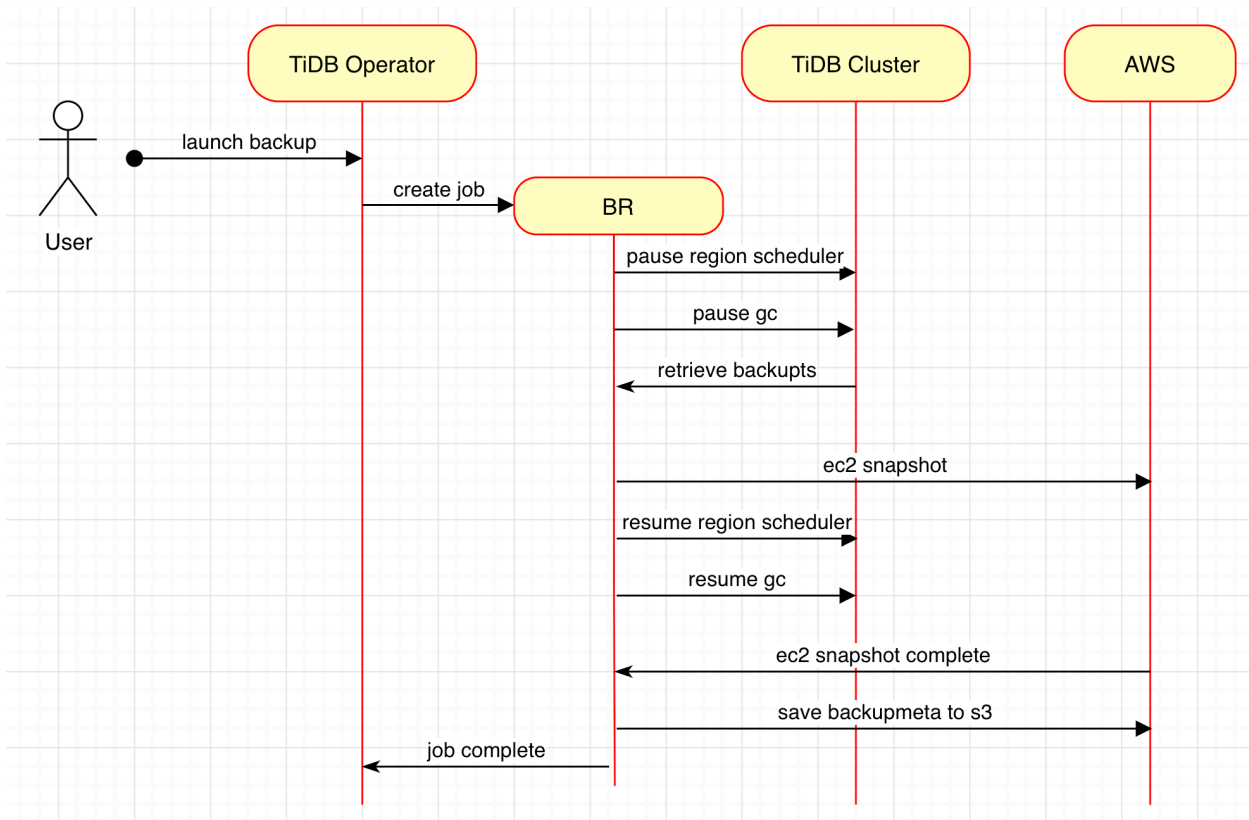 TiDB Operator
TiDB Cluster
AWS
launch backup
create job
BR
User
pause region scheduler
pause gc
retrieve backupts
ec2 snapshot
resume region scheduler
resume gc
ec2 snapshot complete
save backupmeta to s3
job complete